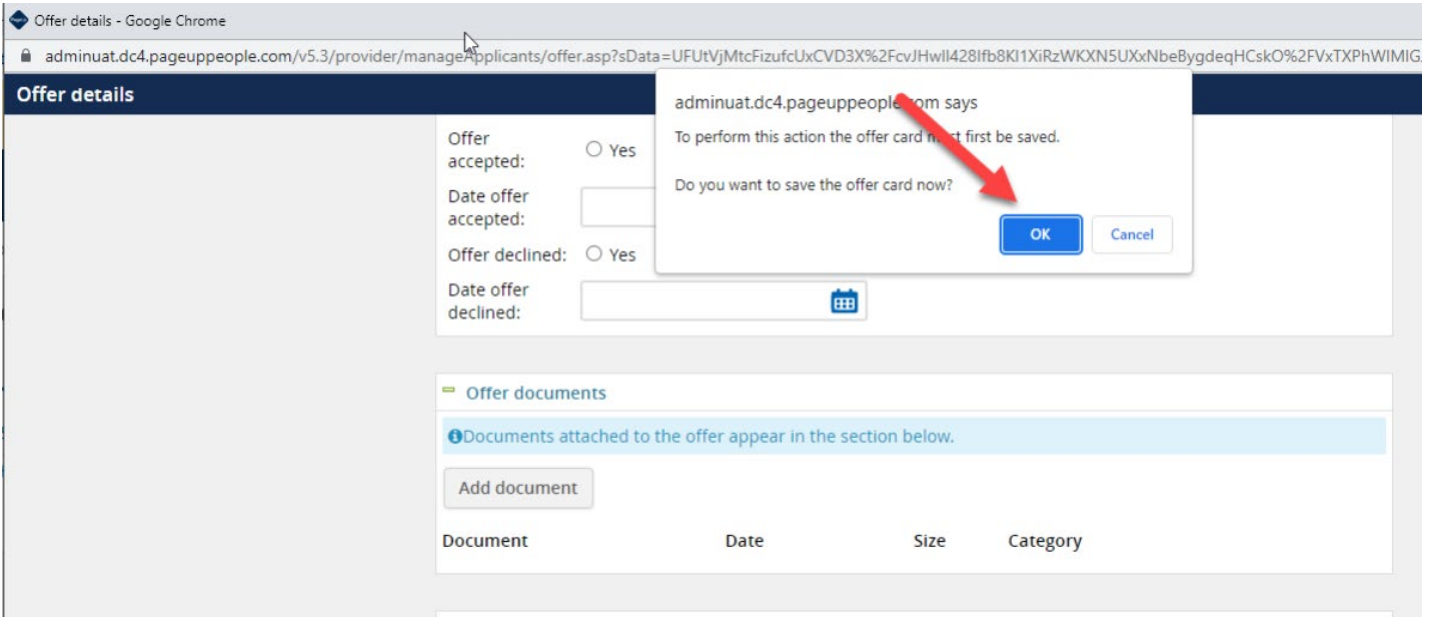 Offer details - Google Chrome
adminuat.dc4.pageuppeople.com/v5.3/provider/manageApplicants/offer.asp?sData=UFUtVjMtcFizufcUxCVD3X%2FcvJHwlI428Ifb8KI1XiRzWKXN5UXxNbeBygdeqHCskO%2FVxTXPhWIMIG
Offer details
adminuat.dc4.pageuppeople.com says
To perform this action the offer card must first be saved.
Do you want to save the offer card now?
OK
Cancel
Offer
accepted:
Yes
Date offer
accepted:
Offer declined:
Yes
Date offer
declined:
Offer documents
Documents attached to the offer appear in the section below.
Add document
Document Date Size Category